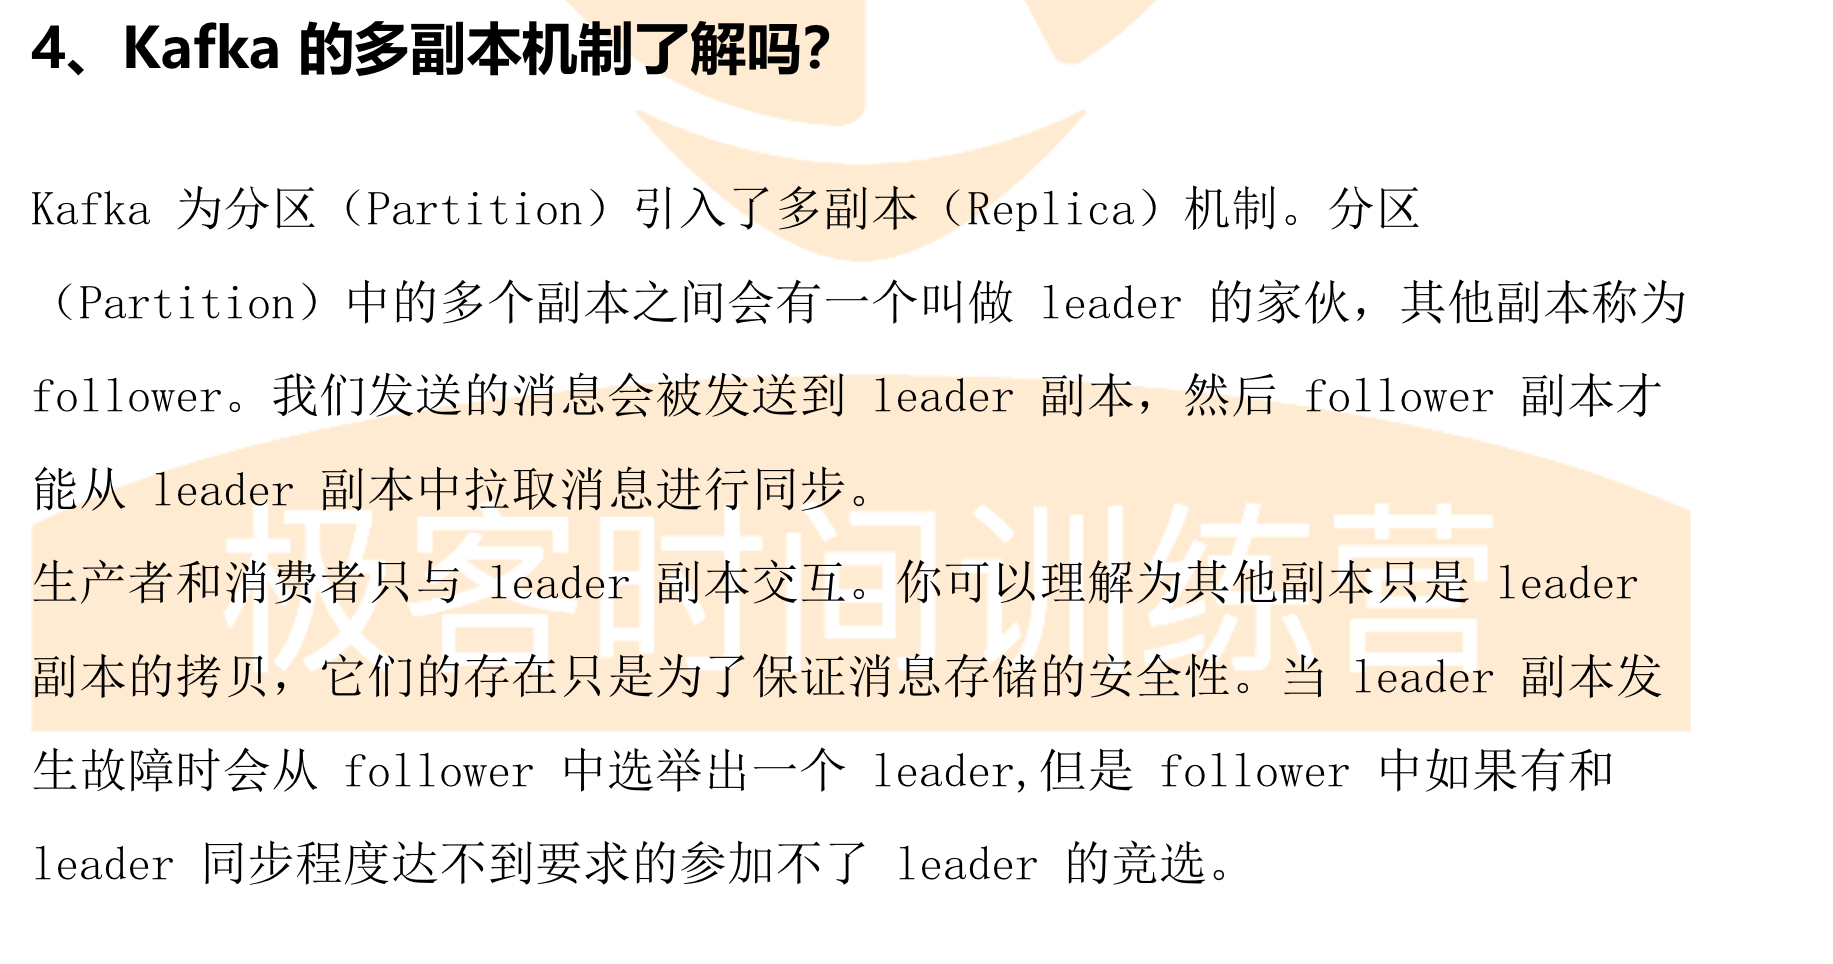 4、Kafka 的多副本机制了解吗？
Kafka 为分区（Partition）引入了多副本（Replica）机制。分区
（Partition）中的多个副本之间会有一个叫做 leader 的家伙，其他副本称为
follower。我们发送的消息会被发送到 leader 副本，然后 follower 副本才
能从 leader 副本中拉取消息进行同步。
极客时间训练营
生产者和消费者只与 leader 副本交互。你可以理解为其他副本只是 leader
副本的拷贝，它们的存在只是为了保证消息存储的安全性。当 leader 副本发
生故障时会从 follower 中选举出一个 leader,但是 follower 中如果有和
leader 同步程度达不到要求的参加不了 leader 的竞选。